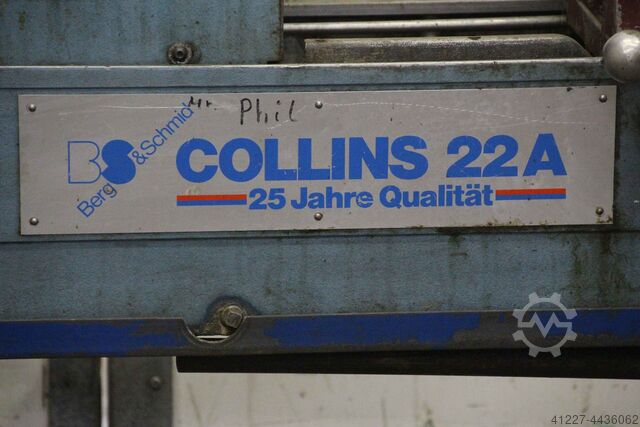 Mr. Phil
BS
Berg & Schmid
COLLINS 22A
25 Jahre Qualität
41227-4436062